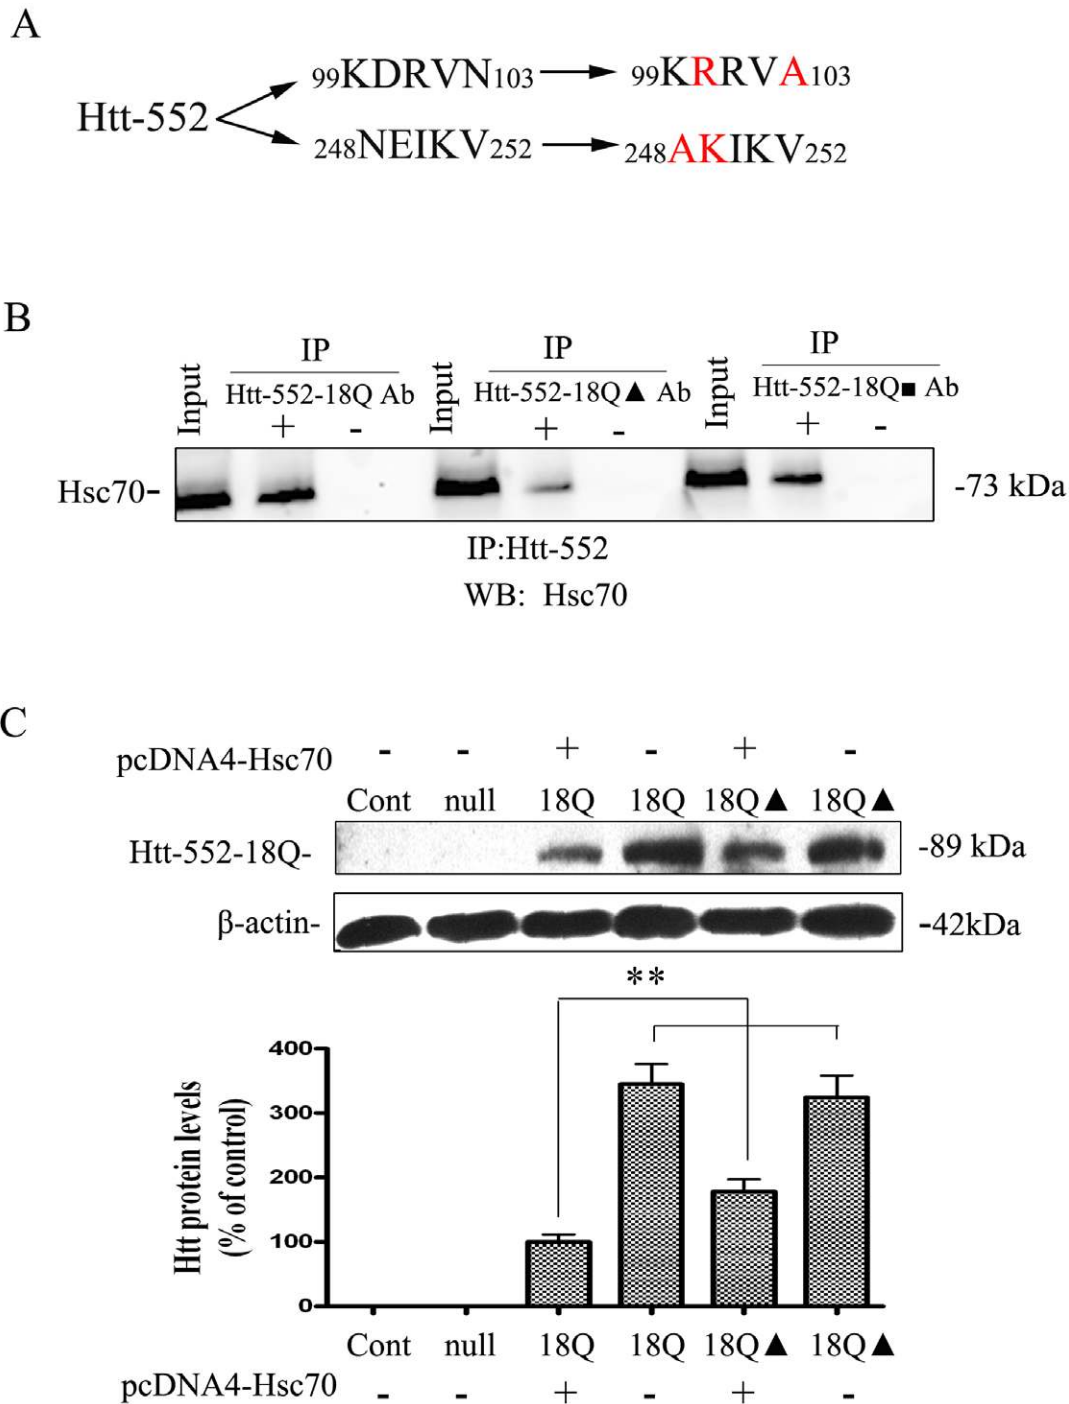 A
99KDRVN103
99KRRVA103
Htt-552
248NEIKV252
248AKIKV252
B
IP
IP
IP
Input
Htt-552-18Q Ab
Input
Htt-552-18Q▲ Ab
Input
Htt-552-18Q■ Ab
+ -
+ -
+ -
Hsc70-
-73 kDa
IP:Htt-552
WB: Hsc70
C
pcDNA4-Hsc70 - - + - + -
Cont null 18Q 18Q 18Q▲ 18Q▲
Htt-552-18Q-
-89 kDa
β-actin-
-42kDa
**
Htt protein levels
(% of control)
400
300
200
100
0
Cont null 18Q 18Q 18Q▲ 18Q▲
pcDNA4-Hsc70 - - + - + -